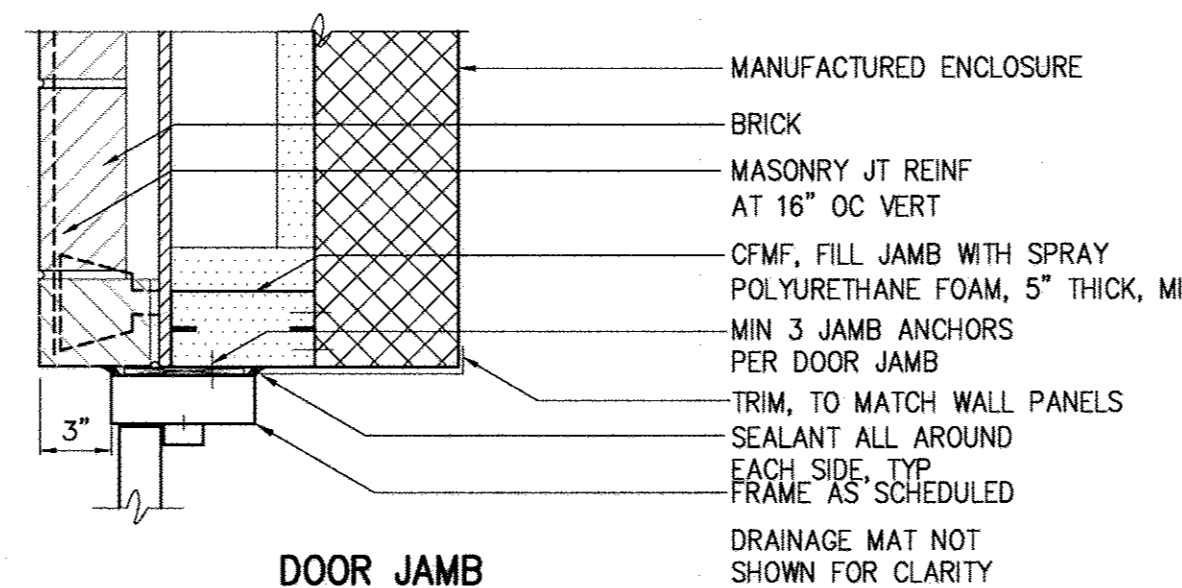 MANUFACTURED ENCLOSURE
BRICK
MASONRY JT REINF
AT 16" OC VERT
CFMF, FILL JAMB WITH SPRAY
POLYURETHANE FOAM, 5" THICK, MI
MIN 3 JAMB ANCHORS
PER DOOR JAMB
TRIM, TO MATCH WALL PANELS
SEALANT ALL AROUND
EACH SIDE, TYP
FRAME AS SCHEDULED
DRAINAGE MAT NOT
SHOWN FOR CLARITY
3"
DOOR JAMB